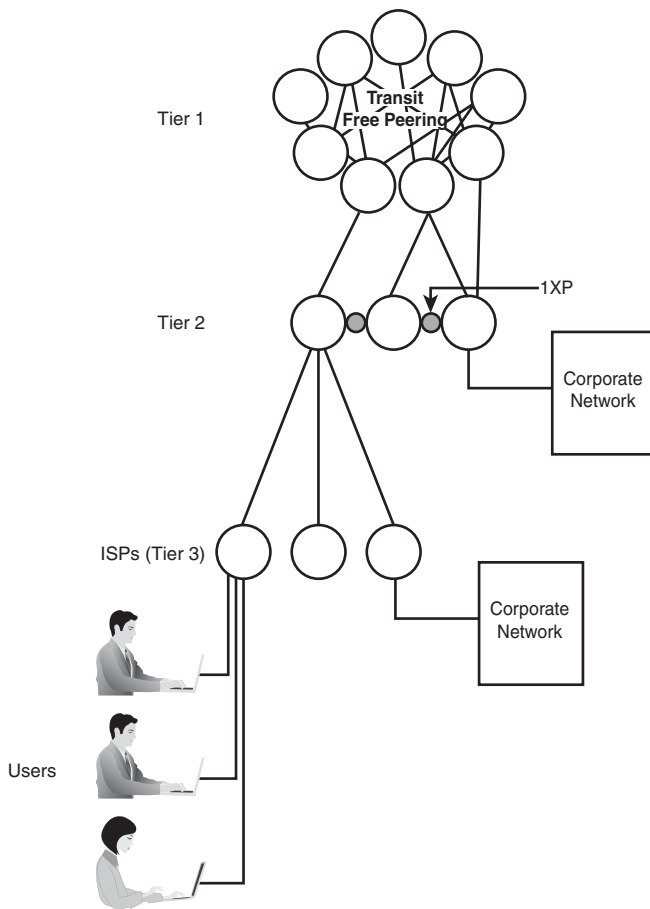 Transit
Free Peering
Tier 1
1XP
Tier 2
Corporate
Network
ISPs (Tier 3)
Corporate
Network
Users